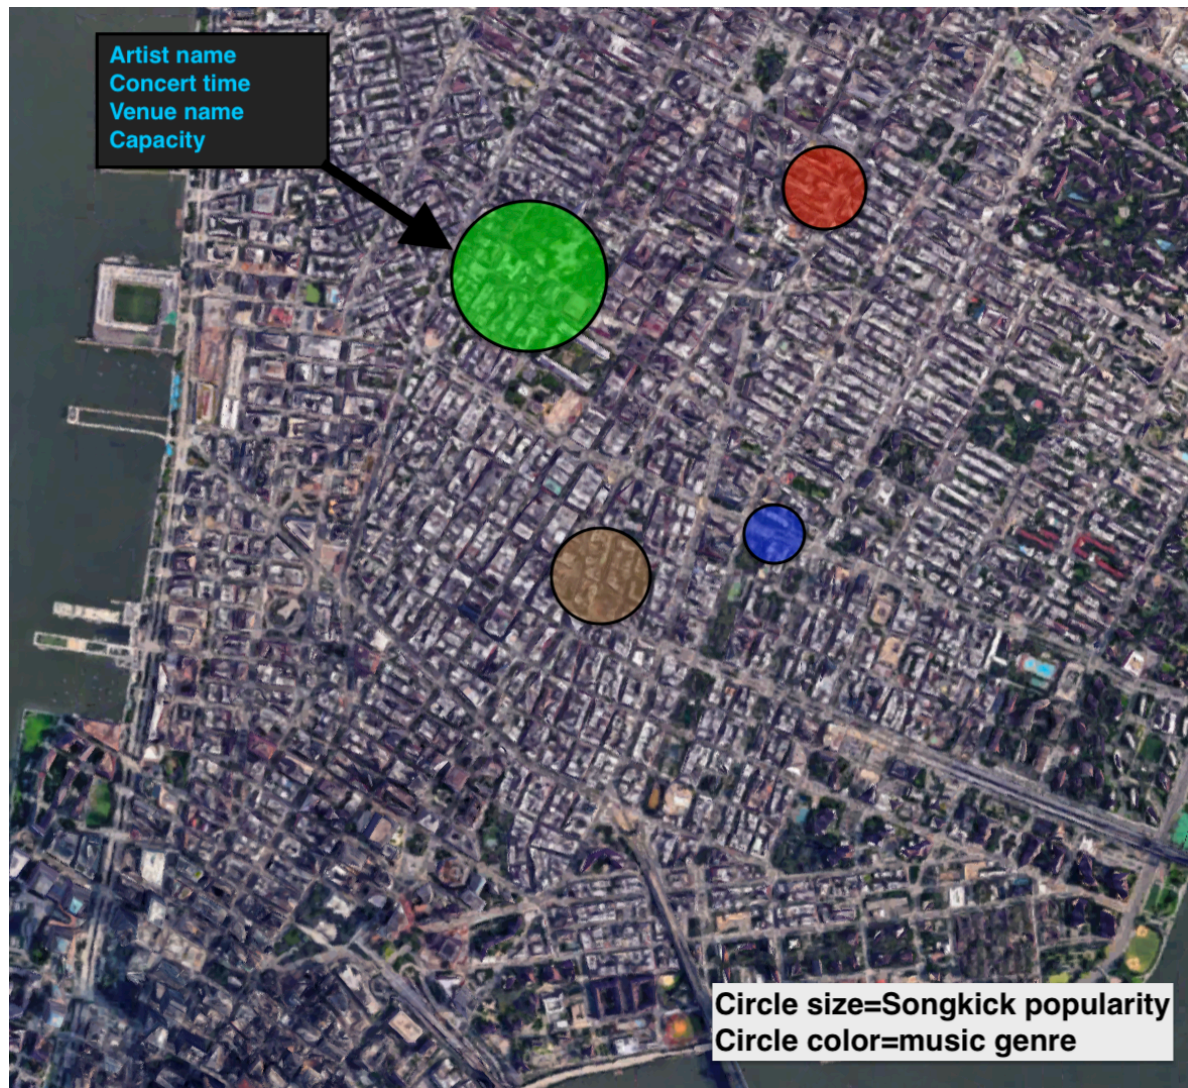 Artist name
Concert time
Venue name
Capacity
Circle size=Songkick popularity
Circle color=music genre